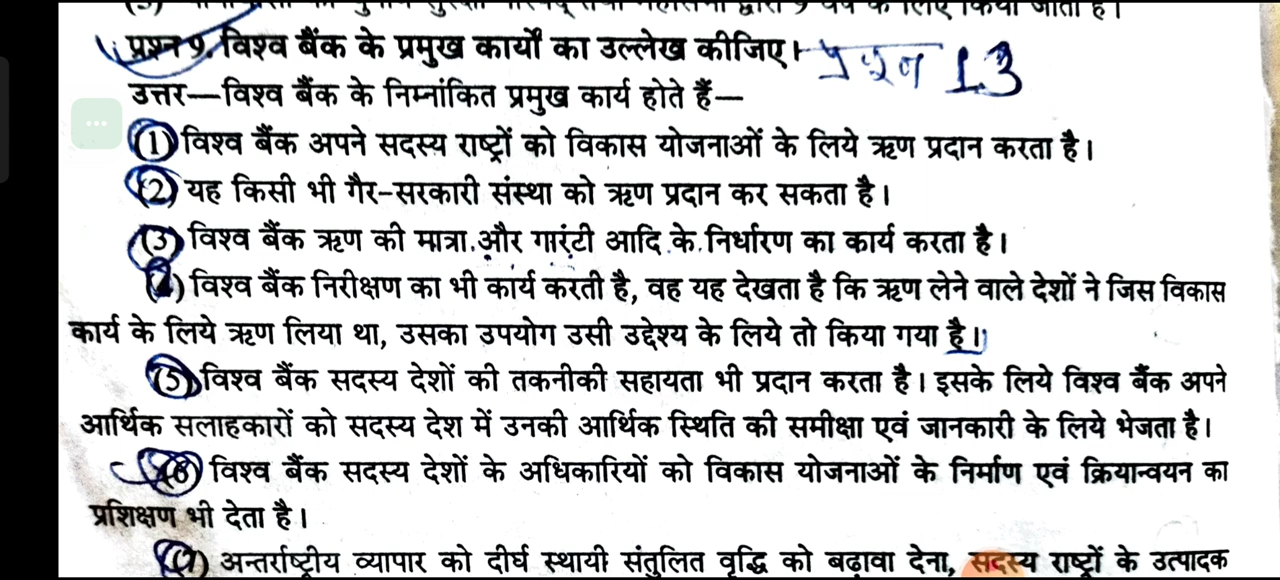 प्रश्न 9. विश्व बैंक के प्रमुख कार्यों का उल्लेख कीजिए। प्रश्न 13
उत्तर—विश्व बैंक के निम्नांकित प्रमुख कार्य होते हैं—
(1) विश्व बैंक अपने सदस्य राष्ट्रों को विकास योजनाओं के लिये ऋण प्रदान करता है।
(2) यह किसी भी गैर-सरकारी संस्था को ऋण प्रदान कर सकता है।
(3) विश्व बैंक ऋण की मात्रा और गारंटी आदि के निर्धारण का कार्य करता है।
(4) विश्व बैंक निरीक्षण का भी कार्य करती है, वह यह देखता है कि ऋण लेने वाले देशों ने जिस विकास
कार्य के लिये ऋण लिया था, उसका उपयोग उसी उद्देश्य के लिये तो किया गया है।
(5) विश्व बैंक सदस्य देशों की तकनीकी सहायता भी प्रदान करता है। इसके लिये विश्व बैंक अपने
आर्थिक सलाहकारों को सदस्य देश में उनकी आर्थिक स्थिति की समीक्षा एवं जानकारी के लिये भेजता है।
विश्व बैंक सदस्य देशों के अधिकारियों को विकास योजनाओं के निर्माण एवं क्रियान्वयन का
प्रशिक्षण भी देता है।
(7) अन्तर्राष्ट्रीय व्यापार को दीर्घ स्थायी संतुलित वृद्धि को बढ़ावा देना, सदस्य राष्ट्रों के उत्पादक